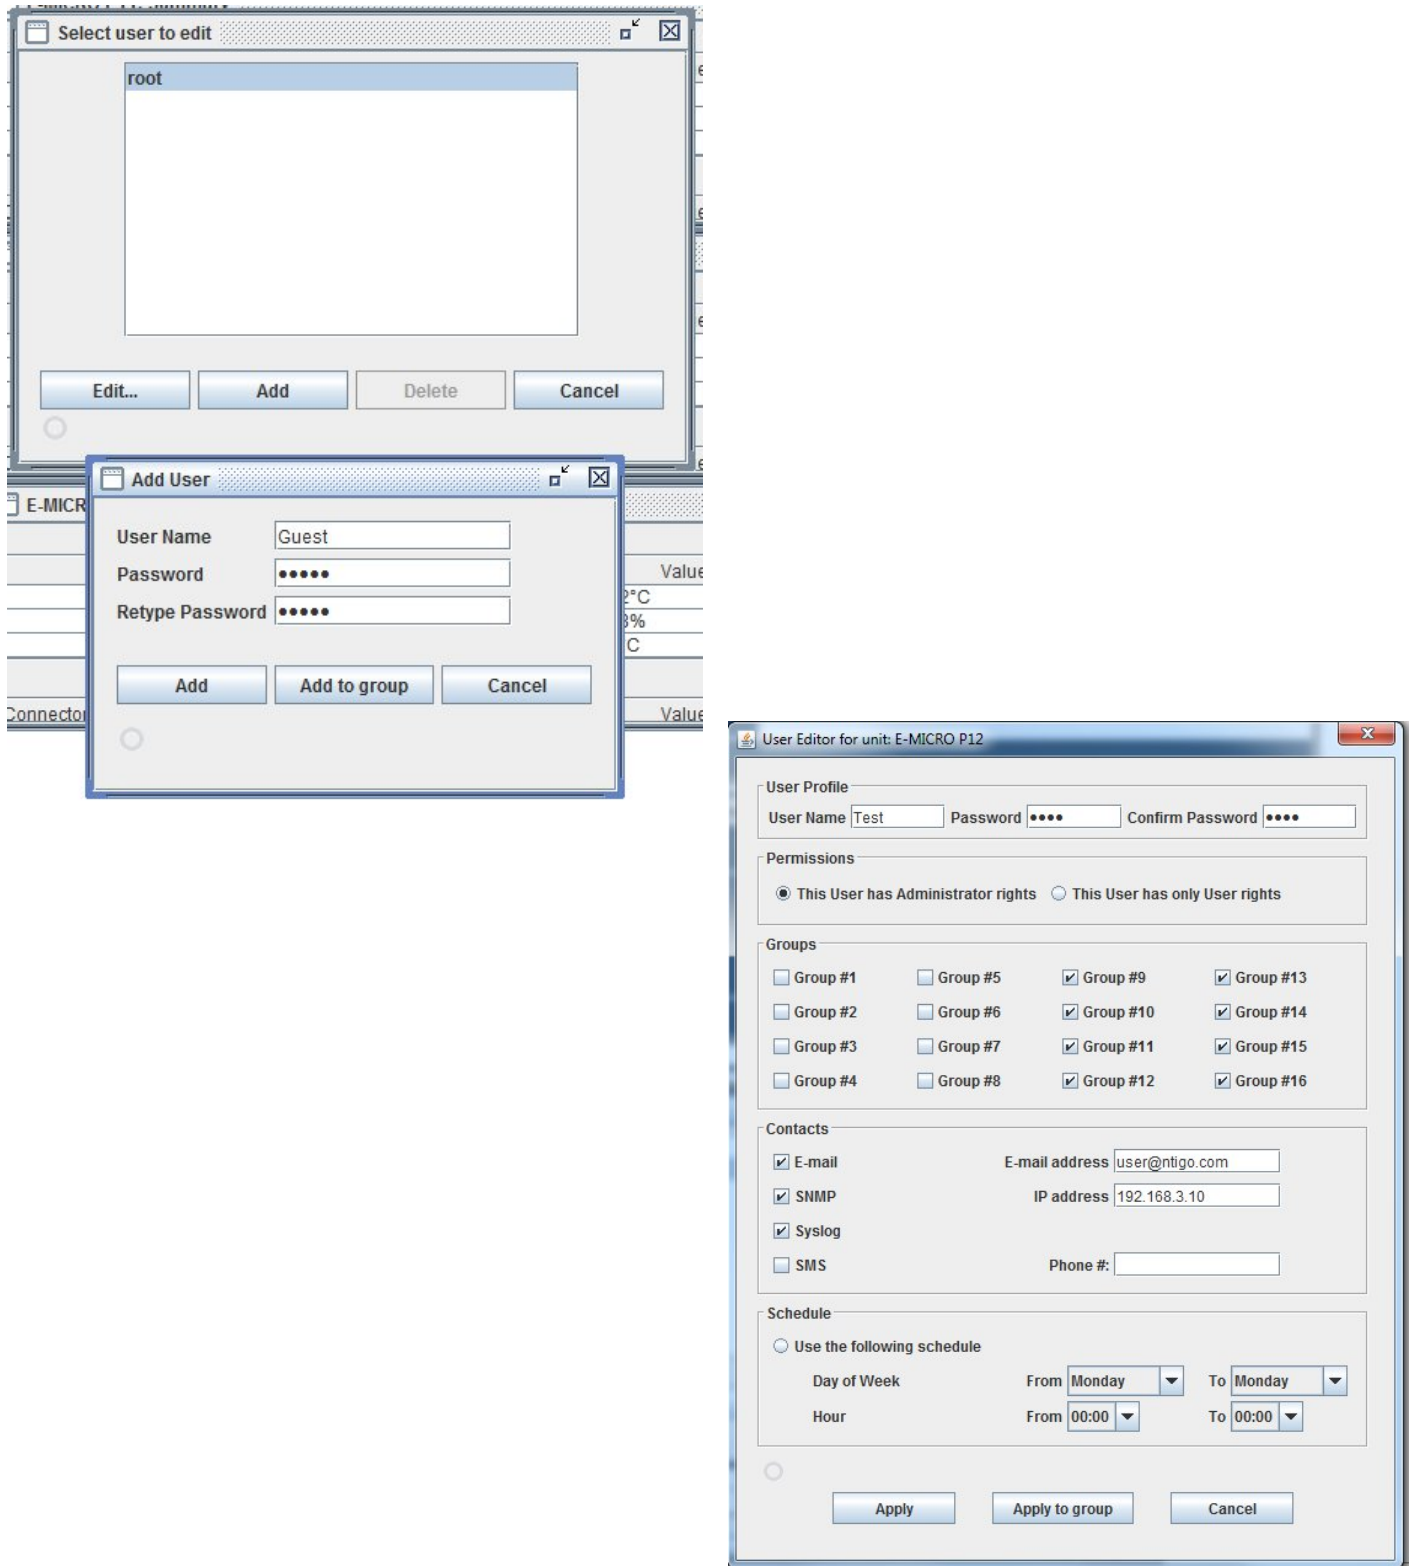 Select user to edit
root
Edit... Add Delete Cancel
Add User
E-MICR
User Name Guest
Password •••••
Retype Password •••••
Value
2°C
3%
C
Add Add to group Cancel
Connector Value
User Editor for unit: E-MICRO P12
User Profile
User Name Test Password •••• Confirm Password ••••
Permissions
This User has Administrator rights This User has only User rights
Groups
Group #1 Group #5 Group #9 Group #13
Group #2 Group #6 Group #10 Group #14
Group #3 Group #7 Group #11 Group #15
Group #4 Group #8 Group #12 Group #16
Contacts
E-mail E-mail address user@ntigo.com
SNMP IP address 192.168.3.10
Syslog
SMS Phone #:
Schedule
Use the following schedule
Day of Week From Monday To Monday
Hour From 00:00 To 00:00
Apply Apply to group Cancel